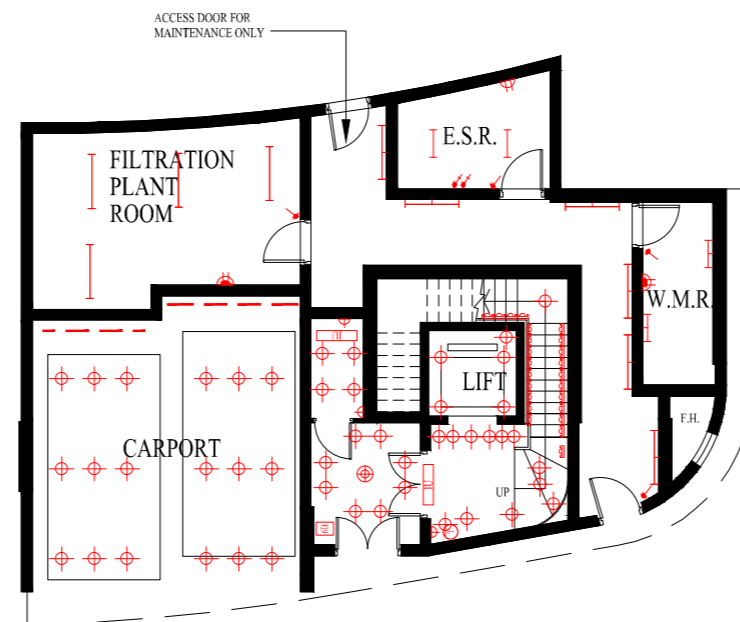 ACCESS DOOR FOR
MAINTENANCE ONLY
E.S.R.
FILTRATION
PLANT
ROOM
W.M.R.
LIFT
F.H.
CARPORT
UP